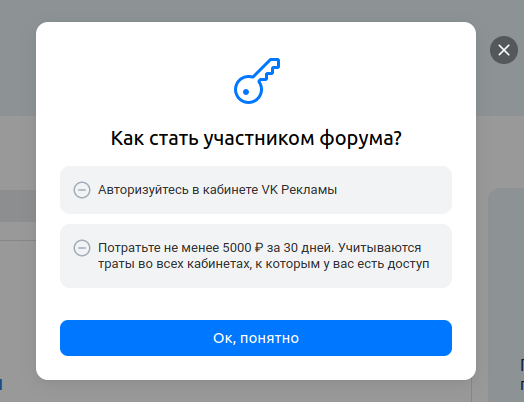 Как стать участником форума?
Авторизуйтесь в кабинете VK Рекламы
Потратьте не менее 5000 ₽ за 30 дней. Учитываются
траты во всех кабинетах, к которым у вас есть доступ
Ок, понятно